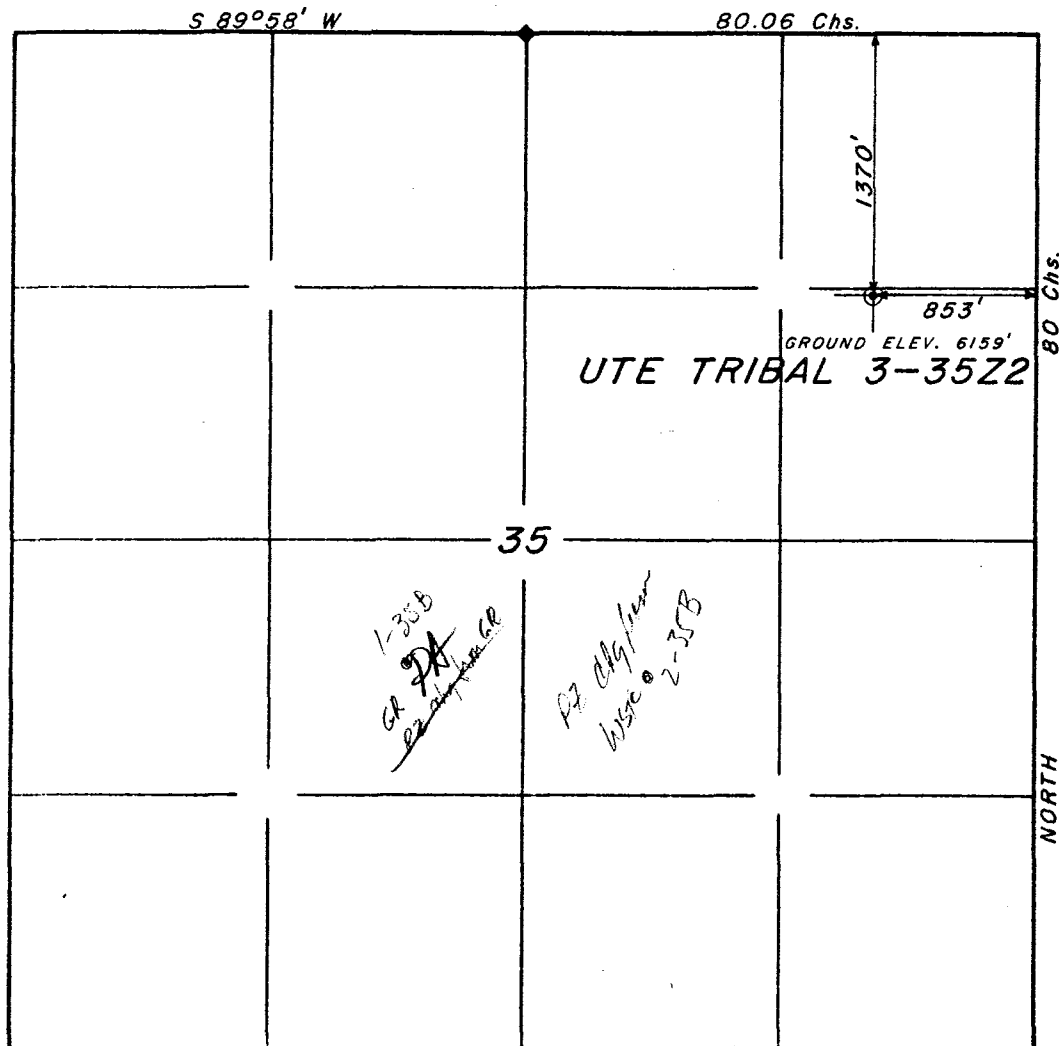 S 89°58' W
80.06 Chs.
1370'
80 Chs.
853'
GROUND ELEV. 6159'
UTE TRIBAL 3-35Z2
35
1-35B
PA
GR
GR
2-35B
NORTH